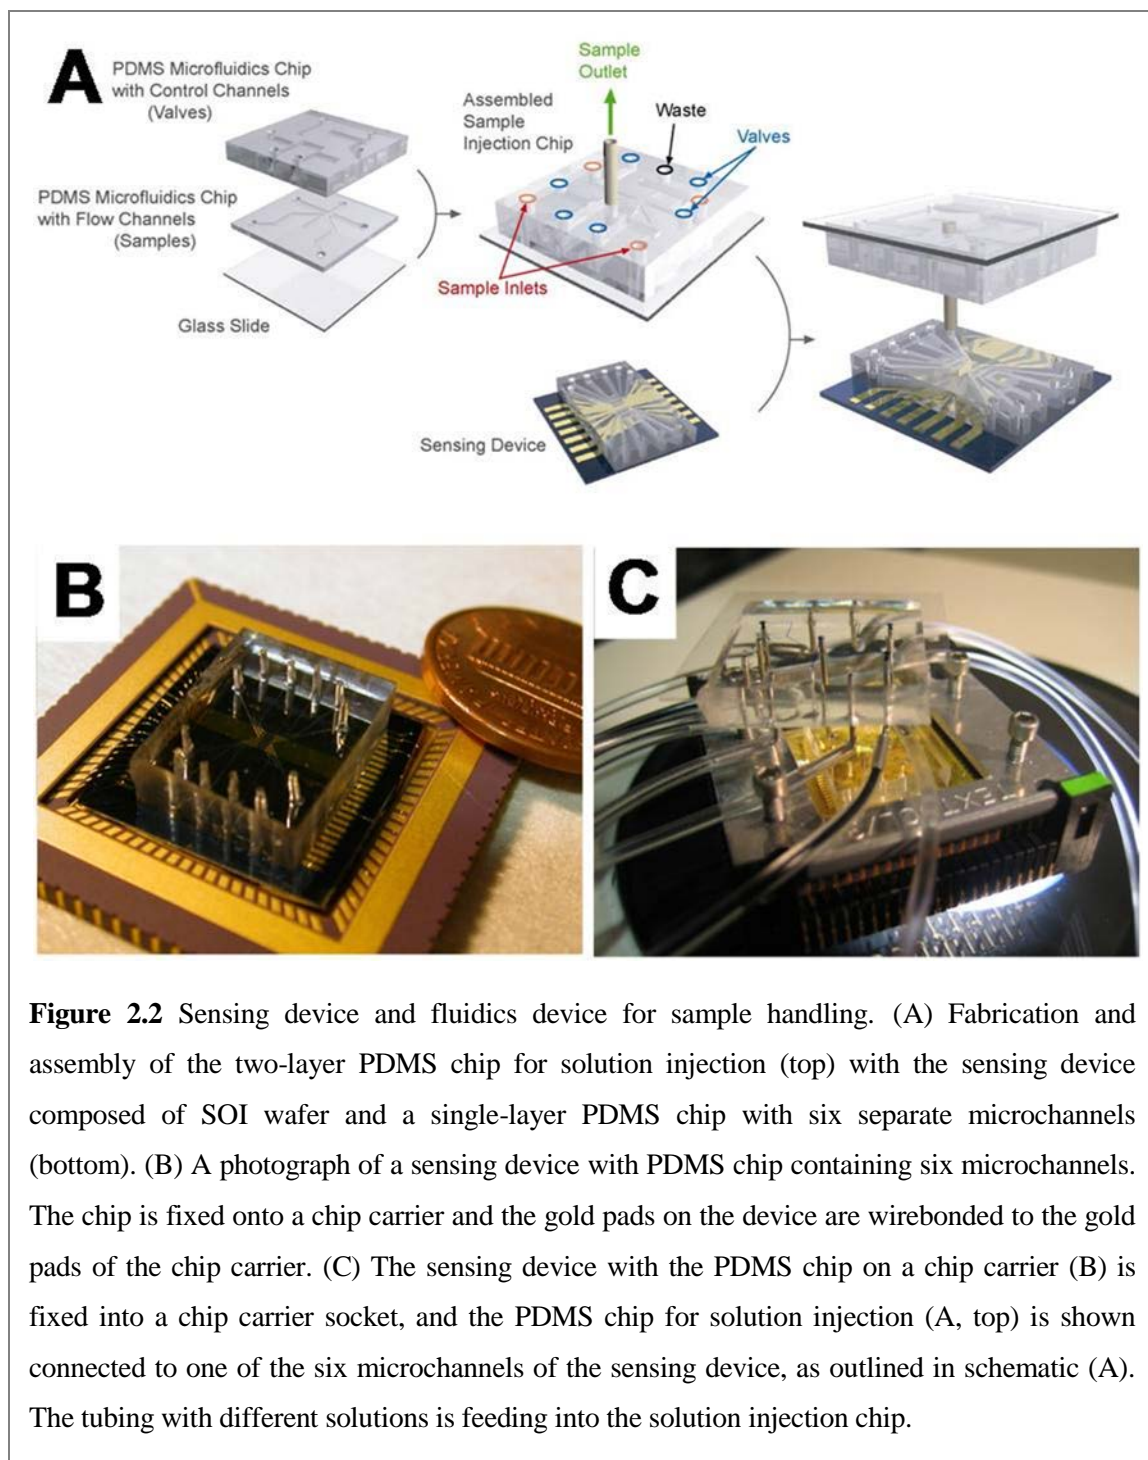 A
PDMS Microfluidics Chip
with Control Channels
(Valves)
PDMS Microfluidics Chip
with Flow Channels
(Samples)
Glass Slide
Assembled
Sample
Injection Chip
Sample
Outlet
Waste
Valves
Sample Inlets
Sensing Device
B
C
Figure 2.2 Sensing device and fluidics device for sample handling. (A) Fabrication and
assembly of the two-layer PDMS chip for solution injection (top) with the sensing device
composed of SOI wafer and a single-layer PDMS chip with six separate microchannels
(bottom). (B) A photograph of a sensing device with PDMS chip containing six microchannels.
The chip is fixed onto a chip carrier and the gold pads on the device are wirebonded to the gold
pads of the chip carrier. (C) The sensing device with the PDMS chip on a chip carrier (B) is
fixed into a chip carrier socket, and the PDMS chip for solution injection (A, top) is shown
connected to one of the six microchannels of the sensing device, as outlined in schematic (A).
The tubing with different solutions is feeding into the solution injection chip.